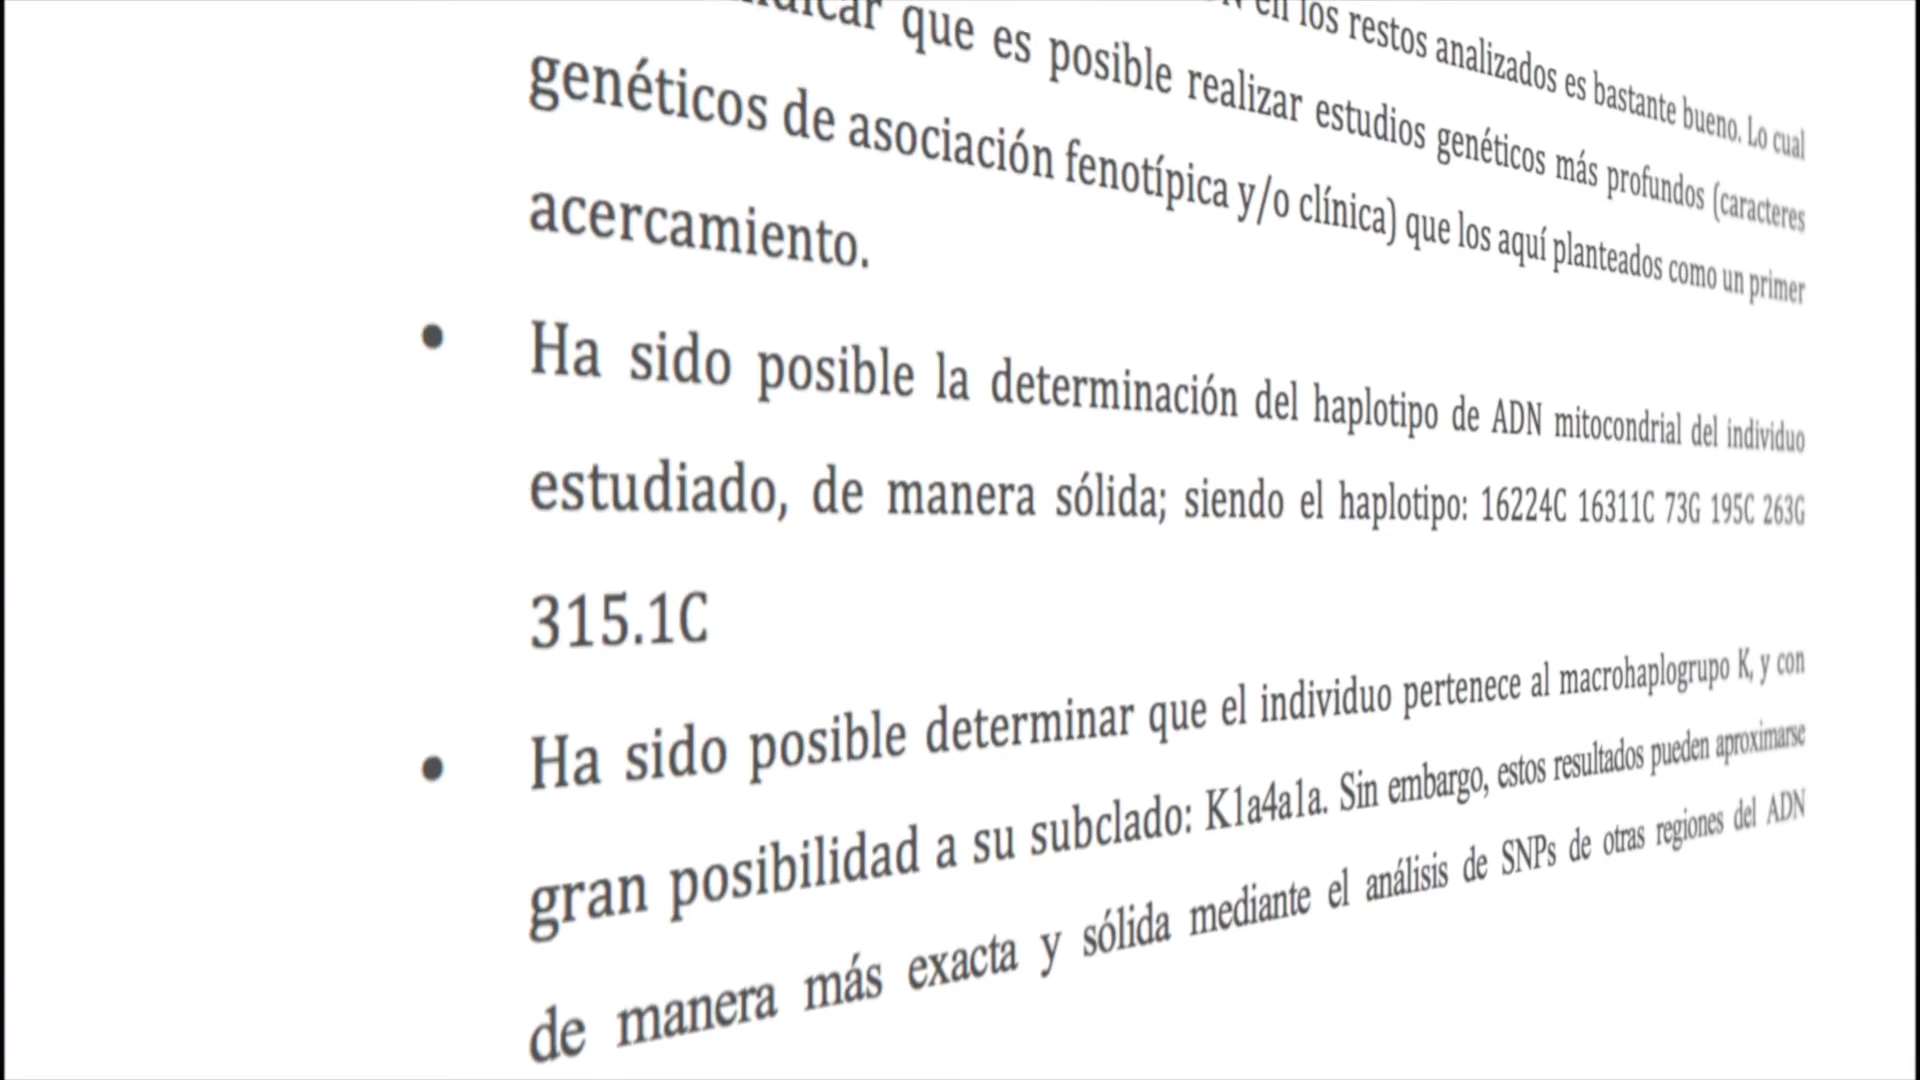 en los restos analizados es bastante bueno. Lo cual
que es posible realizar estudios genéticos más profundos (caracteres
genéticos de asociación fenotípica y/o clínica) que los aquí planteados como un primer
acercamiento.
• Ha sido posible la determinación del haplotipo de ADN mitocondrial del individuo
estudiado, de manera sólida; siendo el haplotipo: 16224C 16311C 73G 195C 263G
315.1C
• Ha sido posible determinar que el individuo pertenece al macrohaplogrupo K, y con
gran posibilidad a su subclado: K1a4a1a. Sin embargo, estos resultados pueden aproximarse
de manera más exacta y sólida mediante el análisis de SNPs de otras regiones del ADN